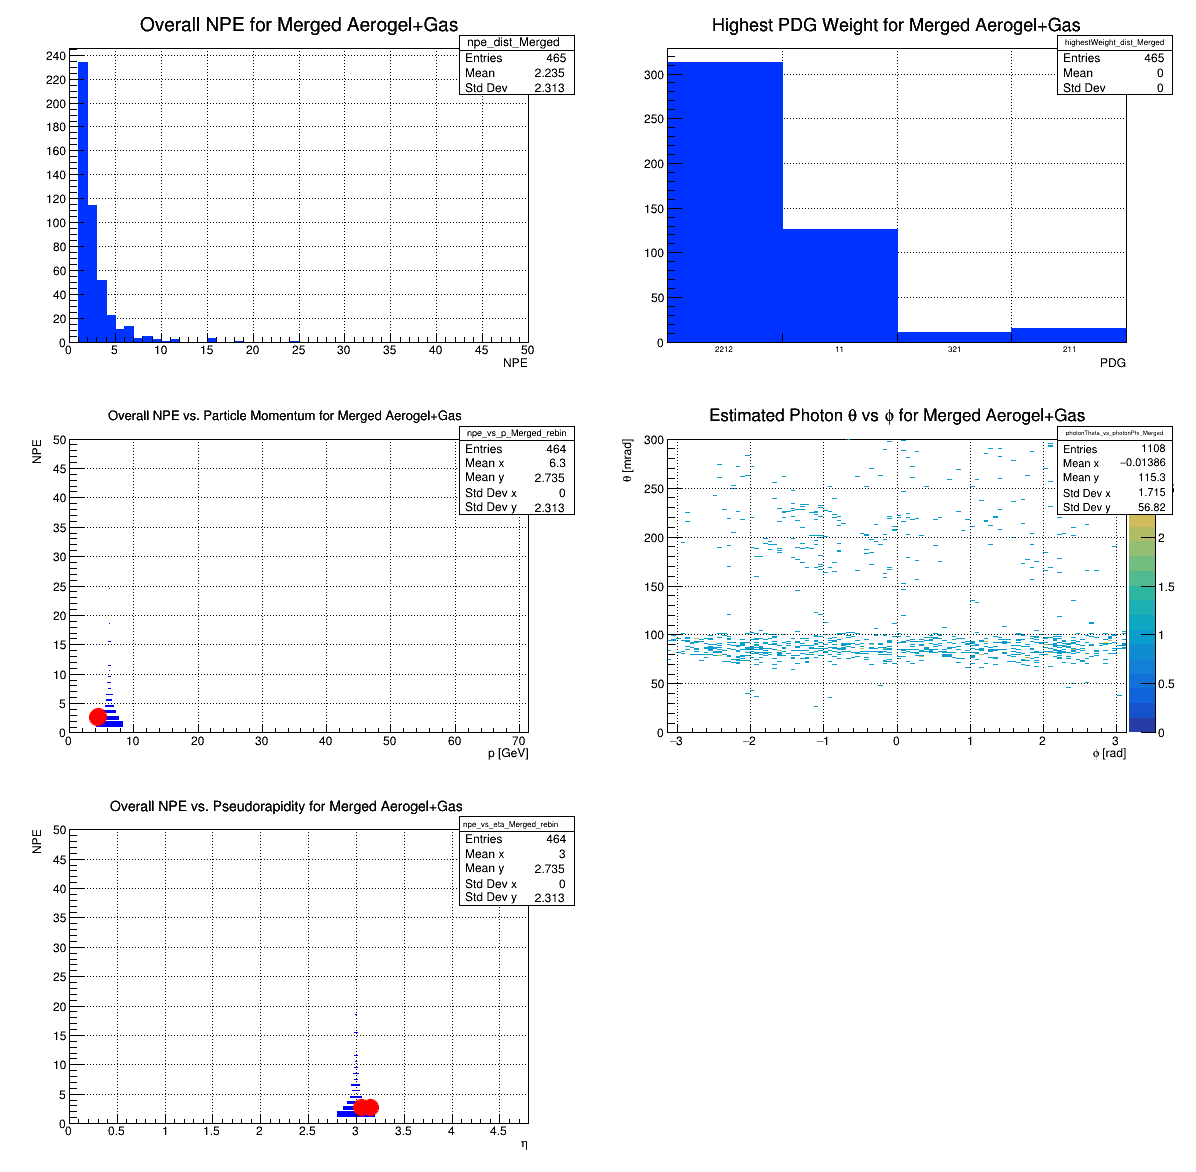 Overall NPE for Merged Aerogel+Gas
npe_dist_Merged
Entries 465
Mean 2.235
Std Dev 2.313
240
220
200
180
160
140
120
100
80
60
40
20
0
0 5 10 15 20 25 30 35 40 45 50
NPE
Highest PDG Weight for Merged Aerogel+Gas
highestWeight_dist_Merged
Entries 465
Mean 0
Std Dev 0
300
250
200
150
100
50
0
2212 11 321 211
PDG
Overall NPE vs. Particle Momentum for Merged Aerogel+Gas
npe_vs_p_Merged_rebin
Entries 464
Mean x 6.3
Mean y 2.735
Std Dev x 0
Std Dev y 2.313
NPE
50
45
40
35
30
25
20
15
10
5
0
0 10 20 30 40 50 60 70
p [GeV]
Estimated Photon θ vs ϕ for Merged Aerogel+Gas
photonTheta_vs_photonPhi_Merged
Entries 1108
Mean x −0.01386
Mean y 115.3
Std Dev x 1.715
Std Dev y 56.82
θ [mrad]
300
250
200
150
100
50
0
−3 −2 −1 0 1 2 3
ϕ [rad]
2
1.5
1
0.5
0
Overall NPE vs. Pseudorapidity for Merged Aerogel+Gas
npe_vs_eta_Merged_rebin
Entries 464
Mean x 3
Mean y 2.735
Std Dev x 0
Std Dev y 2.313
NPE
50
45
40
35
30
25
20
15
10
5
0
0 0.5 1 1.5 2 2.5 3 3.5 4 4.5
η